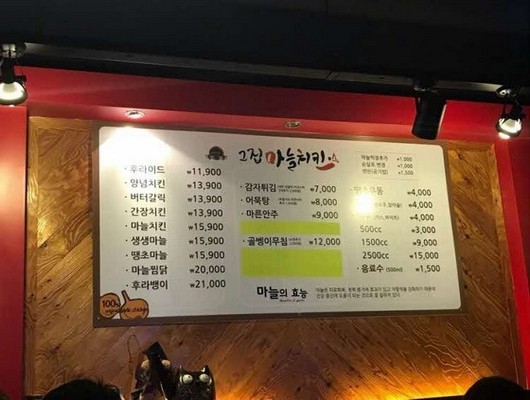 그집 마늘치킨
· 후라이드 ₩11,900
· 양념치킨 ₩13,900
· 버터갈릭 ₩13,900
· 간장치킨 ₩13,900
· 마늘치킨 ₩15,900
· 생생마늘 ₩15,900
· 땡초마늘 ₩15,900
· 마늘찜닭 ₩20,000
· 후라뱅이 ₩21,000
· 감자튀김 ₩7,000
· 어묵탕 ₩8,000
· 마른안주 ₩9,000
· 골뱅이무침 ₩12,000
₩1,000
₩1,000
₩1,500
₩4,000
₩4,000
₩4,000
500cc ₩3,000
1500cc ₩9,000
2500cc ₩15,000
· 음료수 (500ml) ₩1,500
마늘의 효능
100%